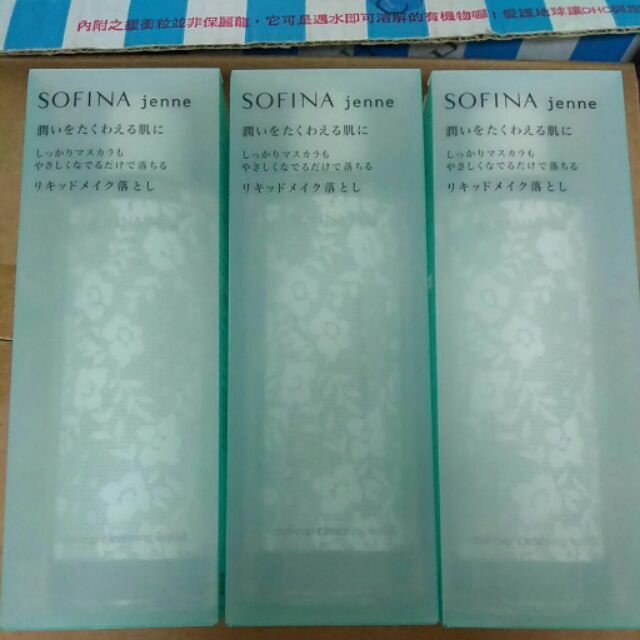 內附之緩衝粒並非保麗龍，它可是遇水即可溶解的有機物喔！愛護地球讓DHC與您
SOFINA jenne
潤いをたくわえる肌に
しっかりマスカラも
やさしくなでるだけで落ちる
リキッドメイク落とし
SOFINA jenne
潤いをたくわえる肌に
しっかりマスカラも
やさしくなでるだけで落ちる
リキッドメイク落とし
SOFINA jenne
潤いをたくわえる肌に
しっかりマスカラも
やさしくなでるだけで落ちる
リキッドメイク落とし
makeup cleansing liquid
makeup cleansing liquid